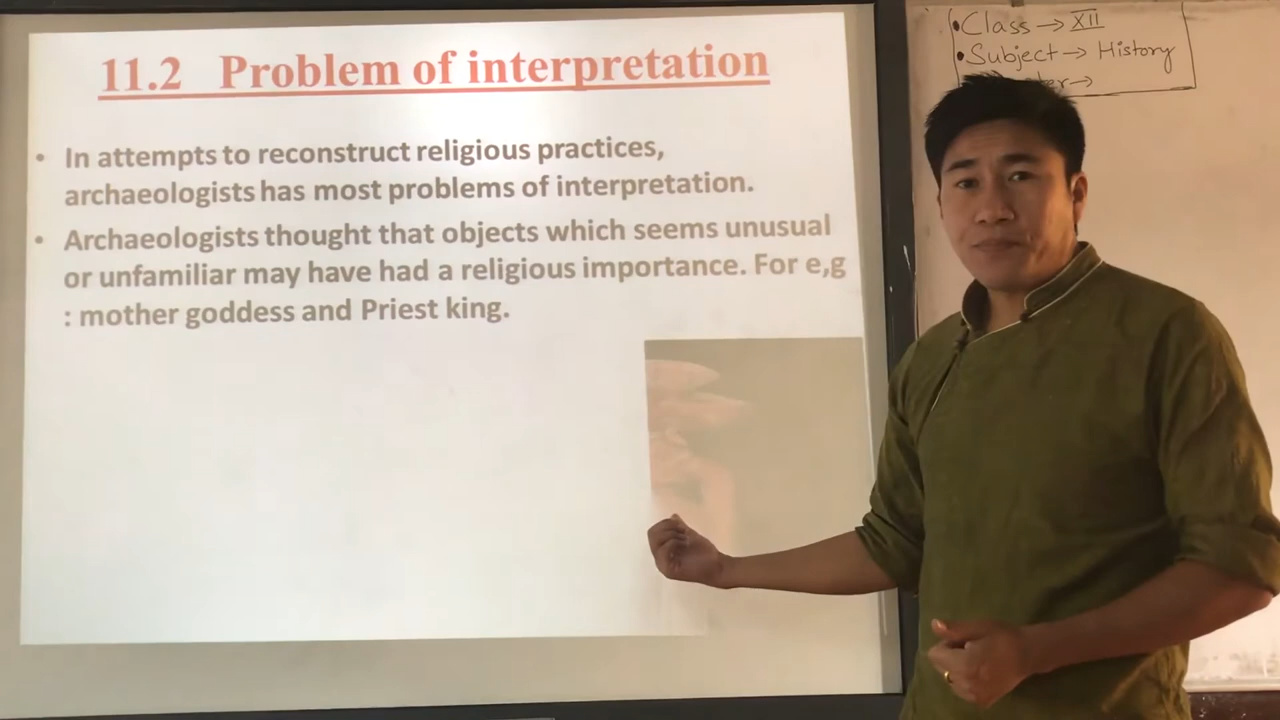 11.2 Problem of interpretation
• In attempts to reconstruct religious practices,
archaeologists has most problems of interpretation.
• Archaeologists thought that objects which seems unusual
or unfamiliar may have had a religious importance. For e,g
: mother goddess and Priest king.
• Class → XII
• Subject → History